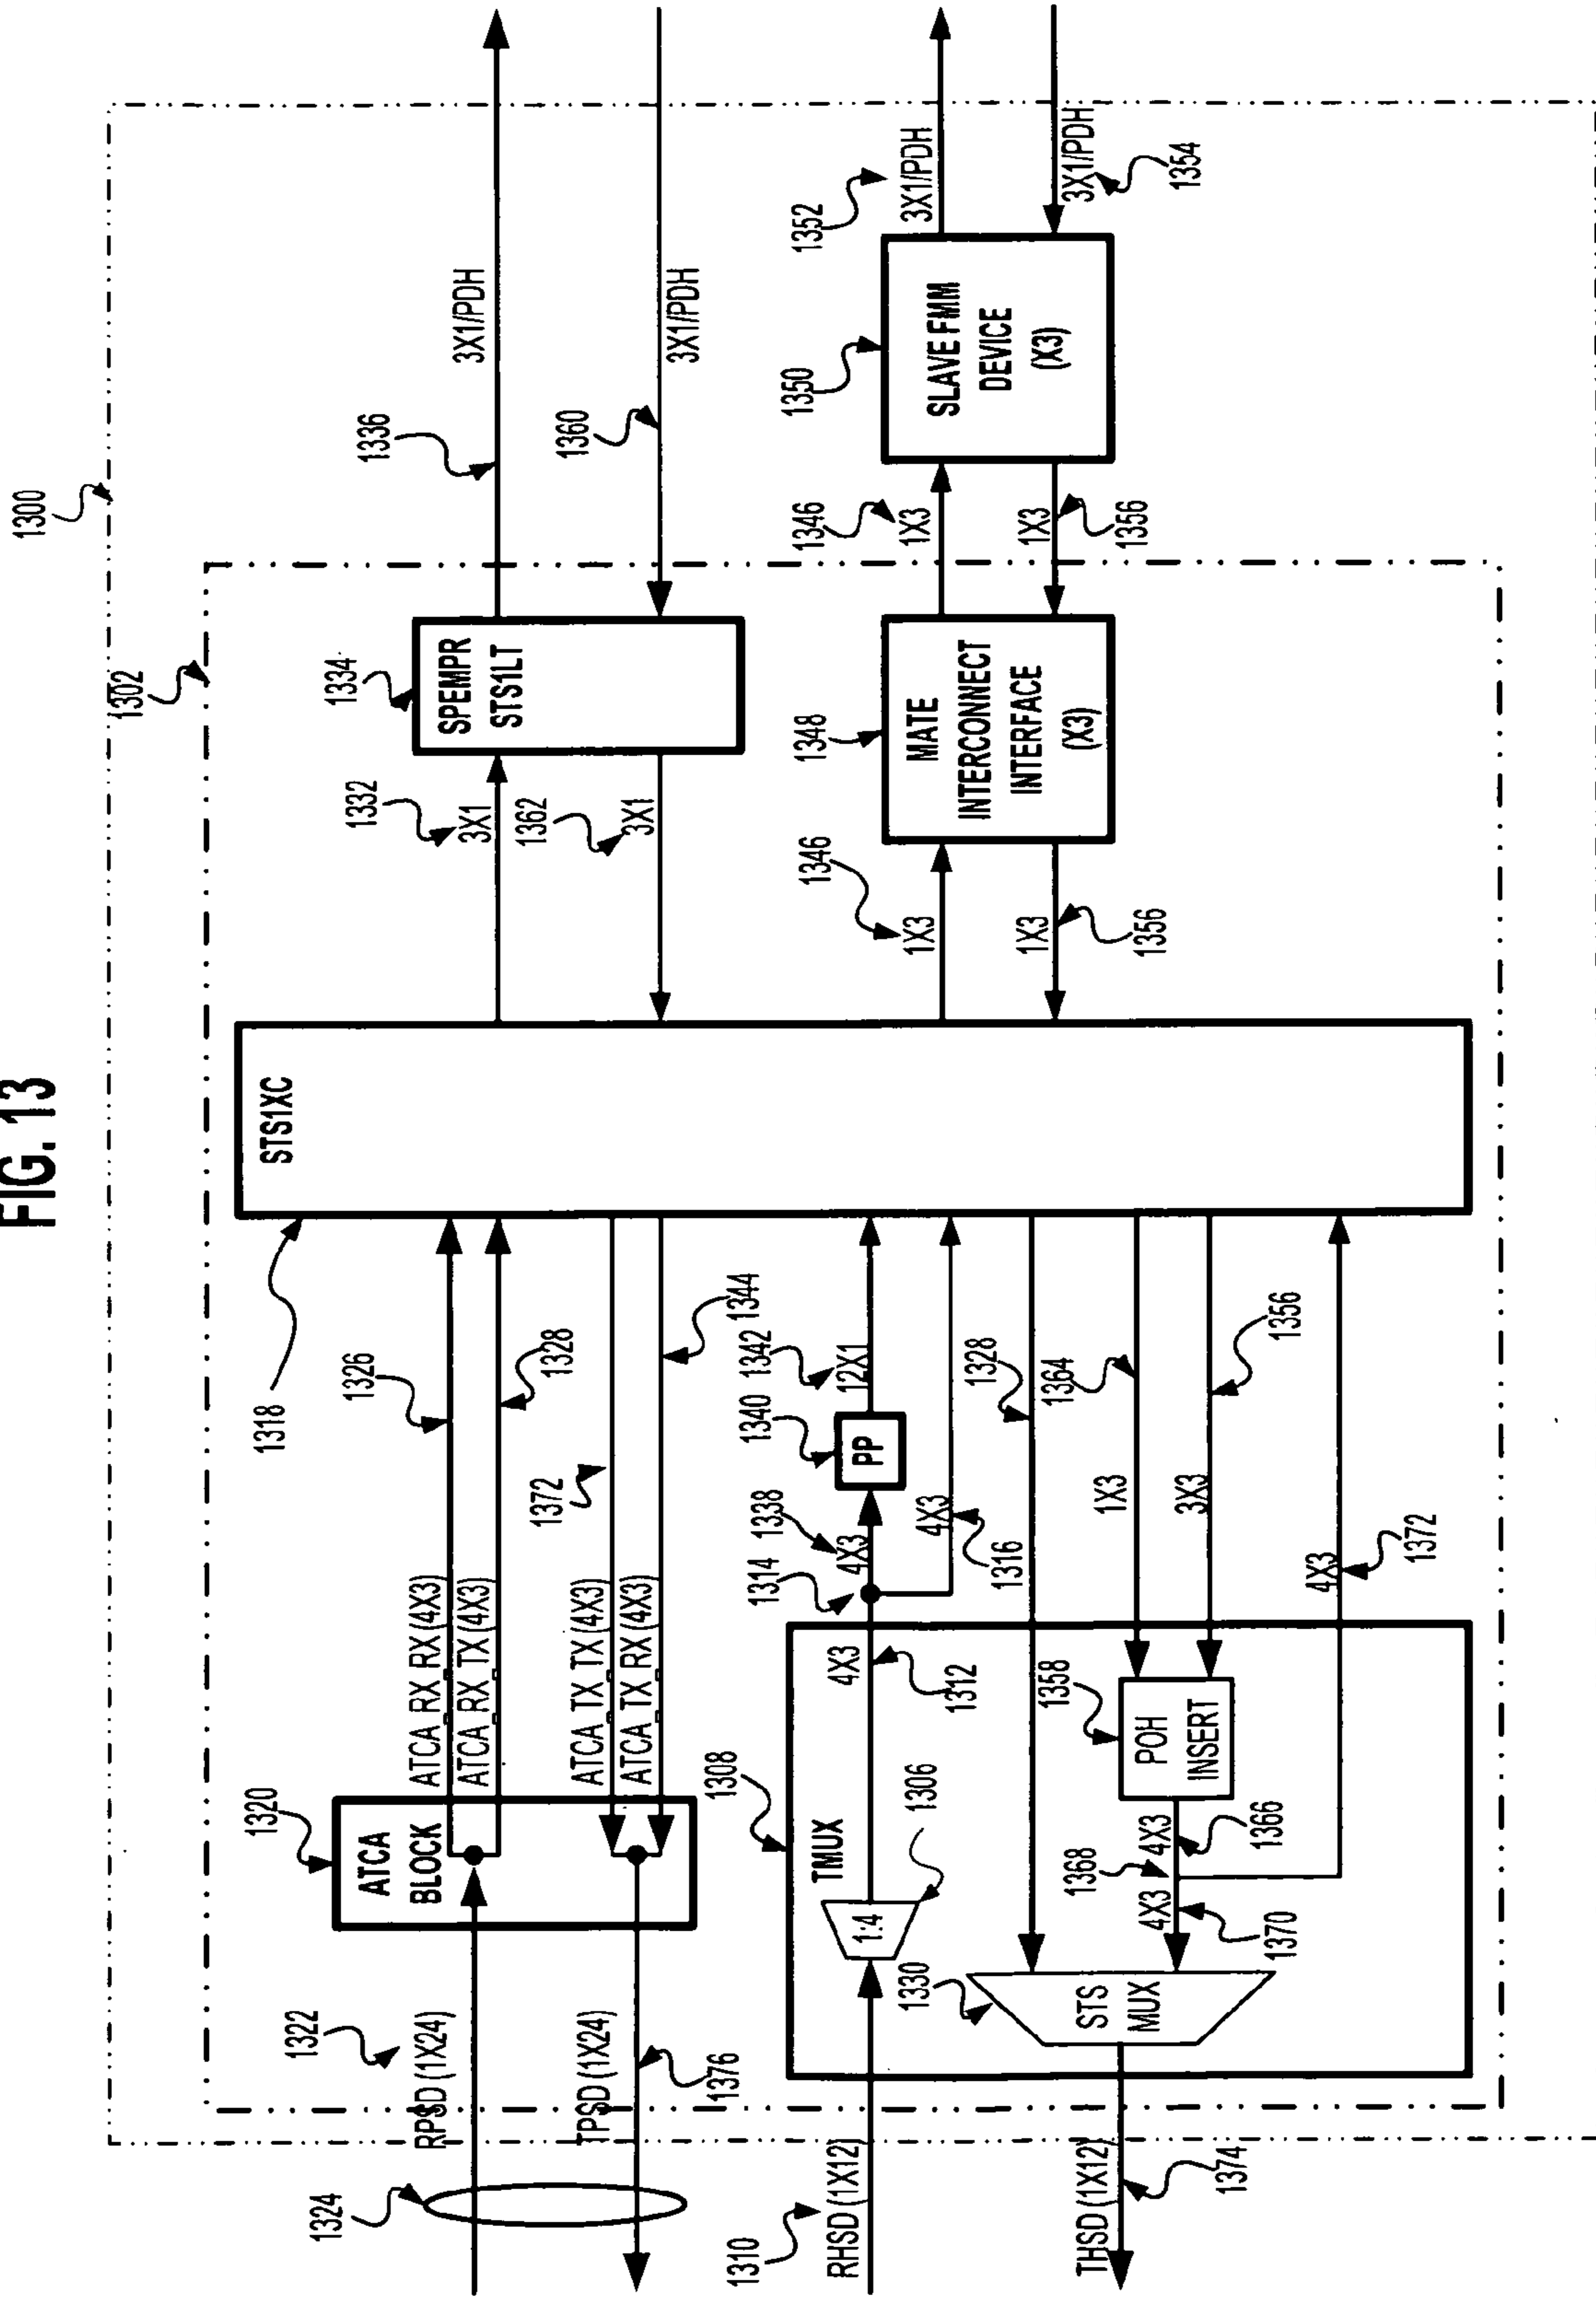 FIG. 13
1300
1302
1318
STS1XC
1320
ATCA
BLOCK
1322
RPSD (1X24)
1324
TPSD (1X24)
1376
ATCA_RX_RX (4X3)
ATCA_RX_TX (4X3)
ATCA_TX_TX (4X3)
ATCA_TX_RX (4X3)
1326
1328
1372
1344
1332
3X1
1362
3X1
1334
SPEMPR
STS1LT
1336
3X1/PDH
1360
3X1/PDH
1310
RHSD (1X12)
THSD (1X12)
1374
1308
TMUX
1:4
1306
4X3
1312
1314
1338
4X3
1340
PP
1342
12X1
4X3
1316
1328
1364
1X3
3X3
1356
1330
STS
MUX
1358
POH
INSERT
4X3
1366
1368
4X3
1370
4X3
1372
1346
1X3
1X3
1356
1348
MATE
INTERCONNECT
INTERFACE
(X3)
1346
1X3
1X3
1356
1350
SLAVE FMM
DEVICE
(X3)
1352
3X1/PDH
3X1/PDH
1354